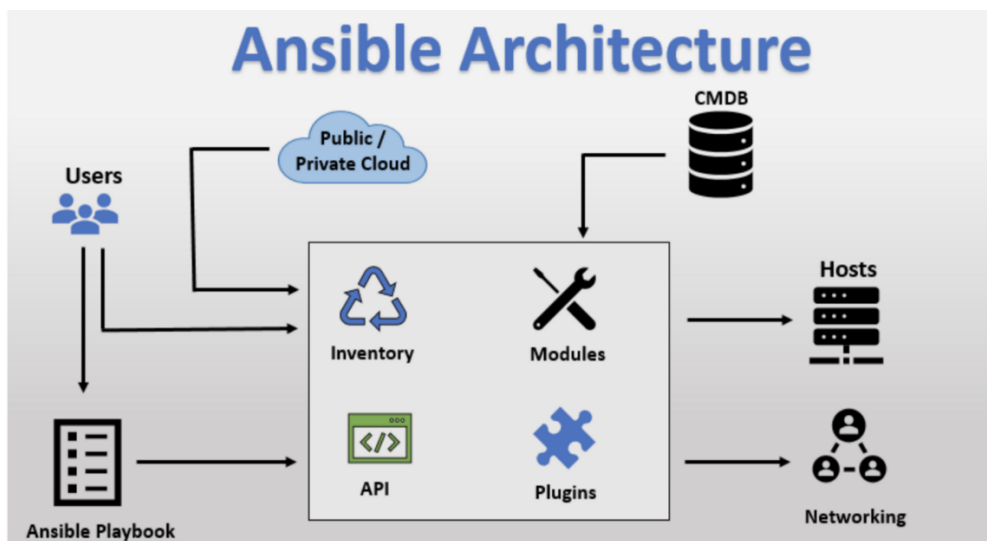 Ansible Architecture
CMDB
Public /
Private Cloud
Users
Hosts
Inventory
Modules
API
Plugins
Ansible Playbook
Networking